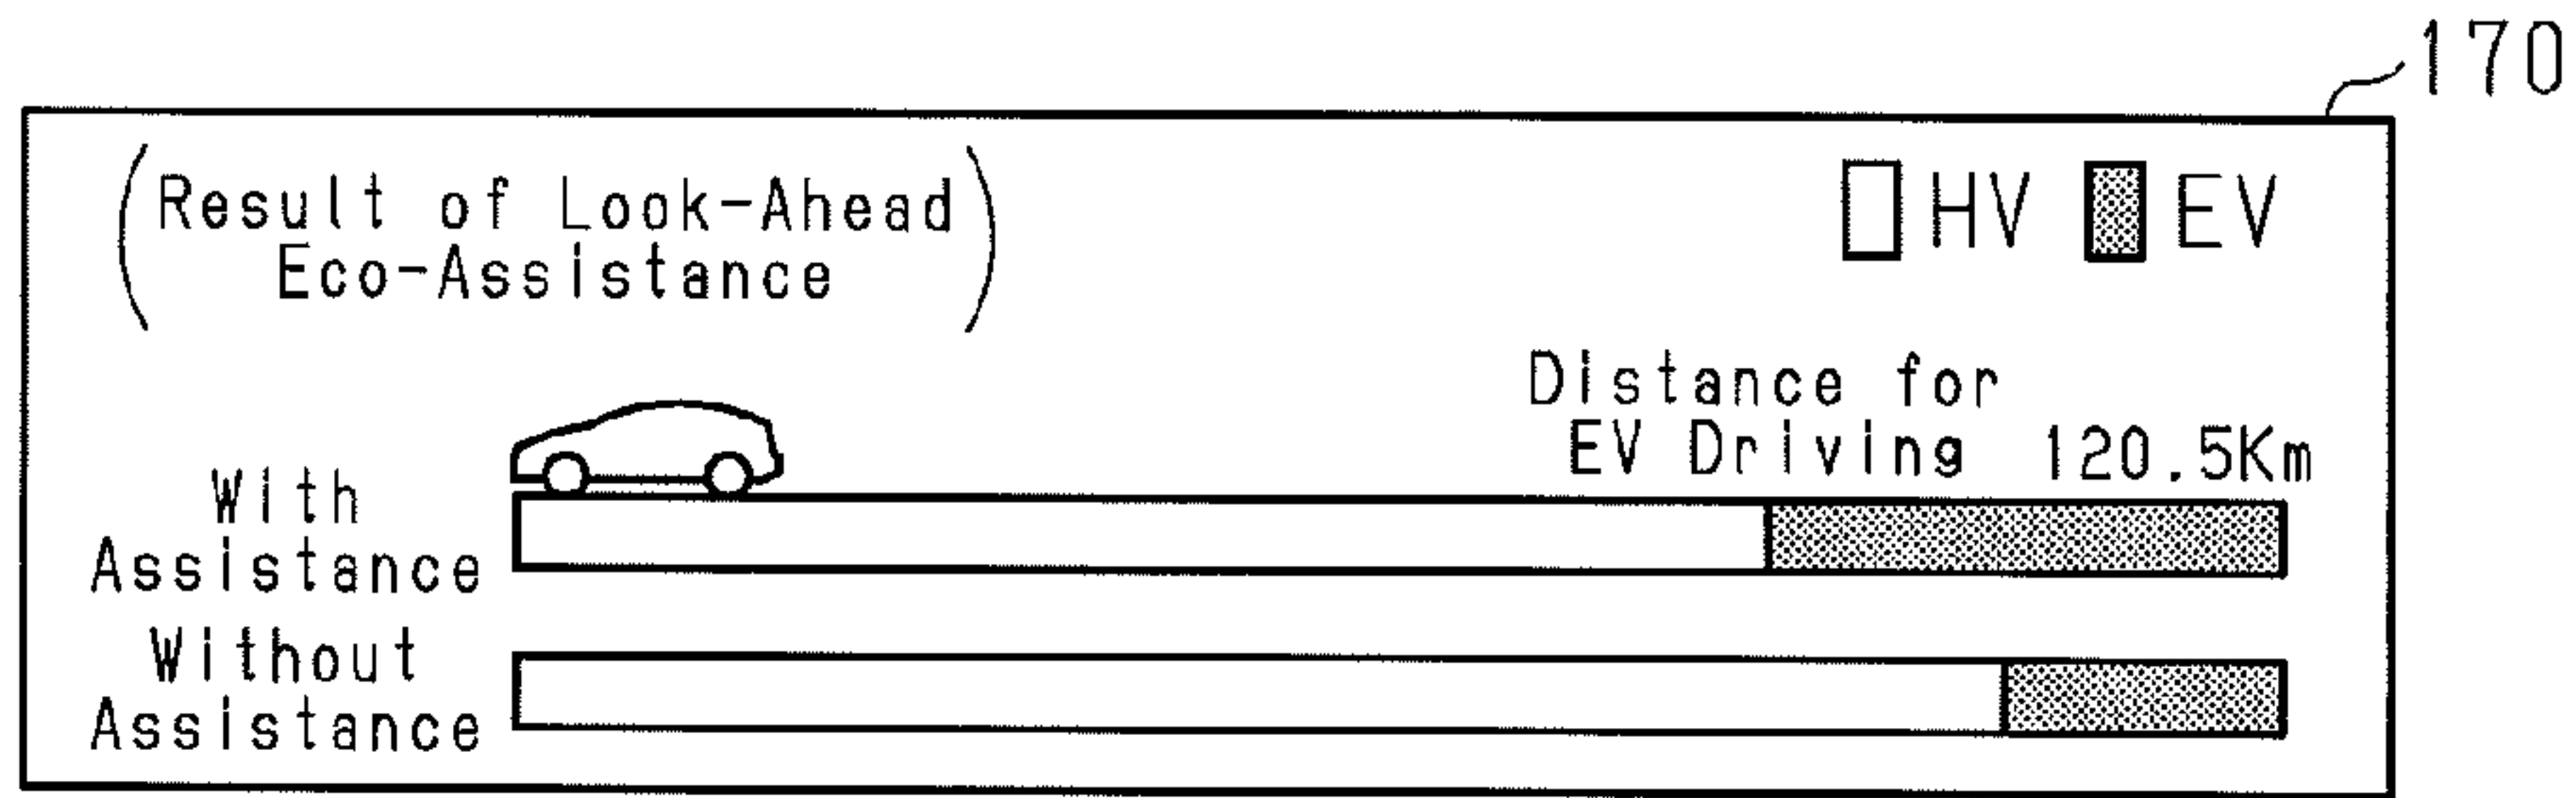 170
(Result of Look-Ahead
Eco-Assistance)
HV EV
Distance for
EV Driving 120.5Km
With
Assistance
Without
Assistance